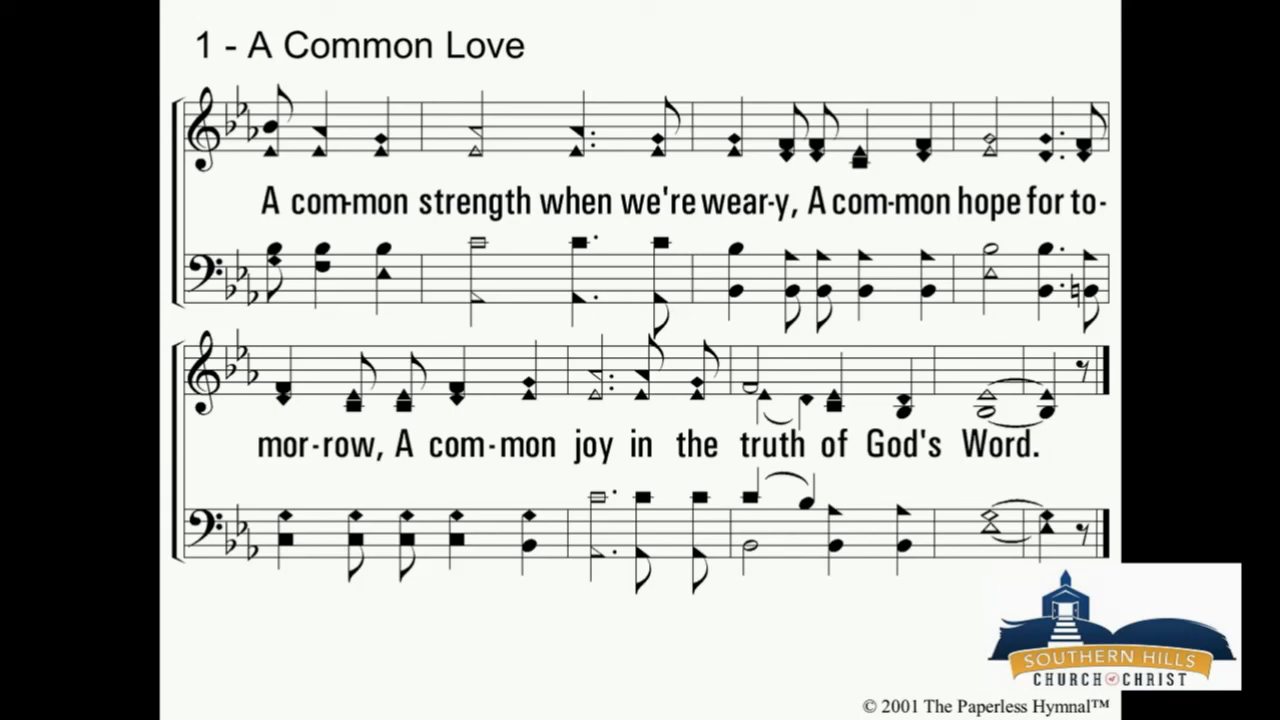 1 - A Common Love
A com-mon strength when we're wear-y, A com-mon hope for to-
mor-row, A com-mon joy in the truth of God's Word.
SOUTHERN HILLS
CHURCH OF CHRIST
© 2001 The Paperless Hymnal™